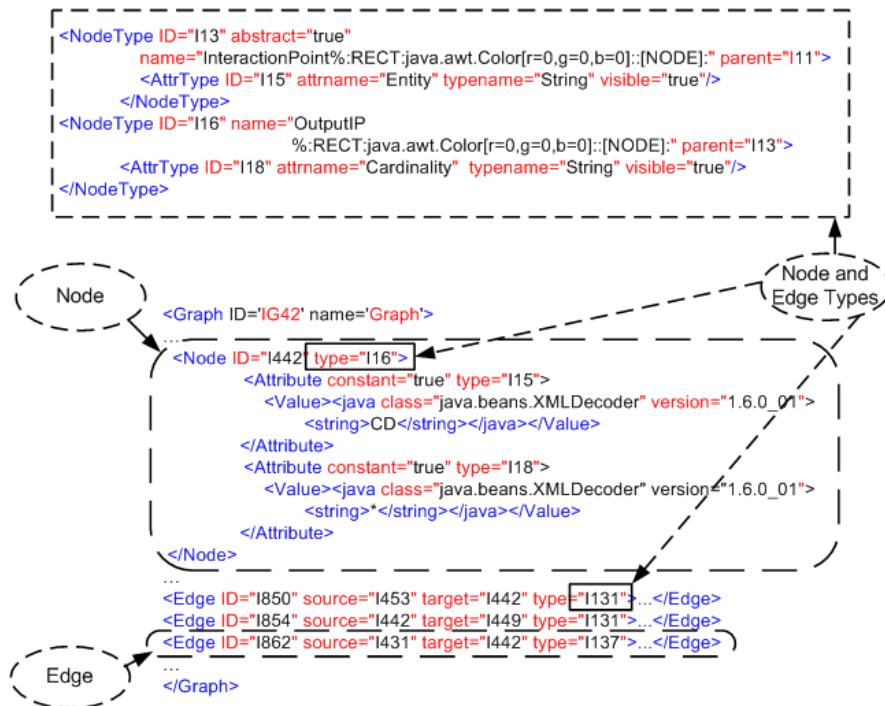 <NodeType ID="I13" abstract="true"
name="InteractionPoint%:RECT:java.awt.Color[r=0,g=0,b=0]::[NODE]:" parent="I11">
<AttrType ID="I15" attrname="Entity" typename="String" visible="true"/>
</NodeType>
<NodeType ID="I16" name="OutputIP
%:RECT:java.awt.Color[r=0,g=0,b=0]::[NODE]:" parent="I13">
<AttrType ID="I18" attrname="Cardinality" typename="String" visible="true"/>
</NodeType>
Node and
Edge Types
Node
<Graph ID='IG42' name='Graph'>
...
<Node ID="I442" type="I16">
<Attribute constant="true" type="I15">
<Value><java class="java.beans.XMLDecoder" version="1.6.0_01">
<string>CD</string></java></Value>
</Attribute>
<Attribute constant="true" type="I18">
<Value><java class="java.beans.XMLDecoder" version="1.6.0_01">
<string>*</string></java></Value>
</Attribute>
</Node>
...
<Edge ID="I850" source="I453" target="I442" type="I131">...</Edge>
<Edge ID="I854" source="I442" target="I449" type="I131">...</Edge>
<Edge ID="I862" source="I431" target="I442" type="I137">...</Edge>
Edge
...
</Graph>